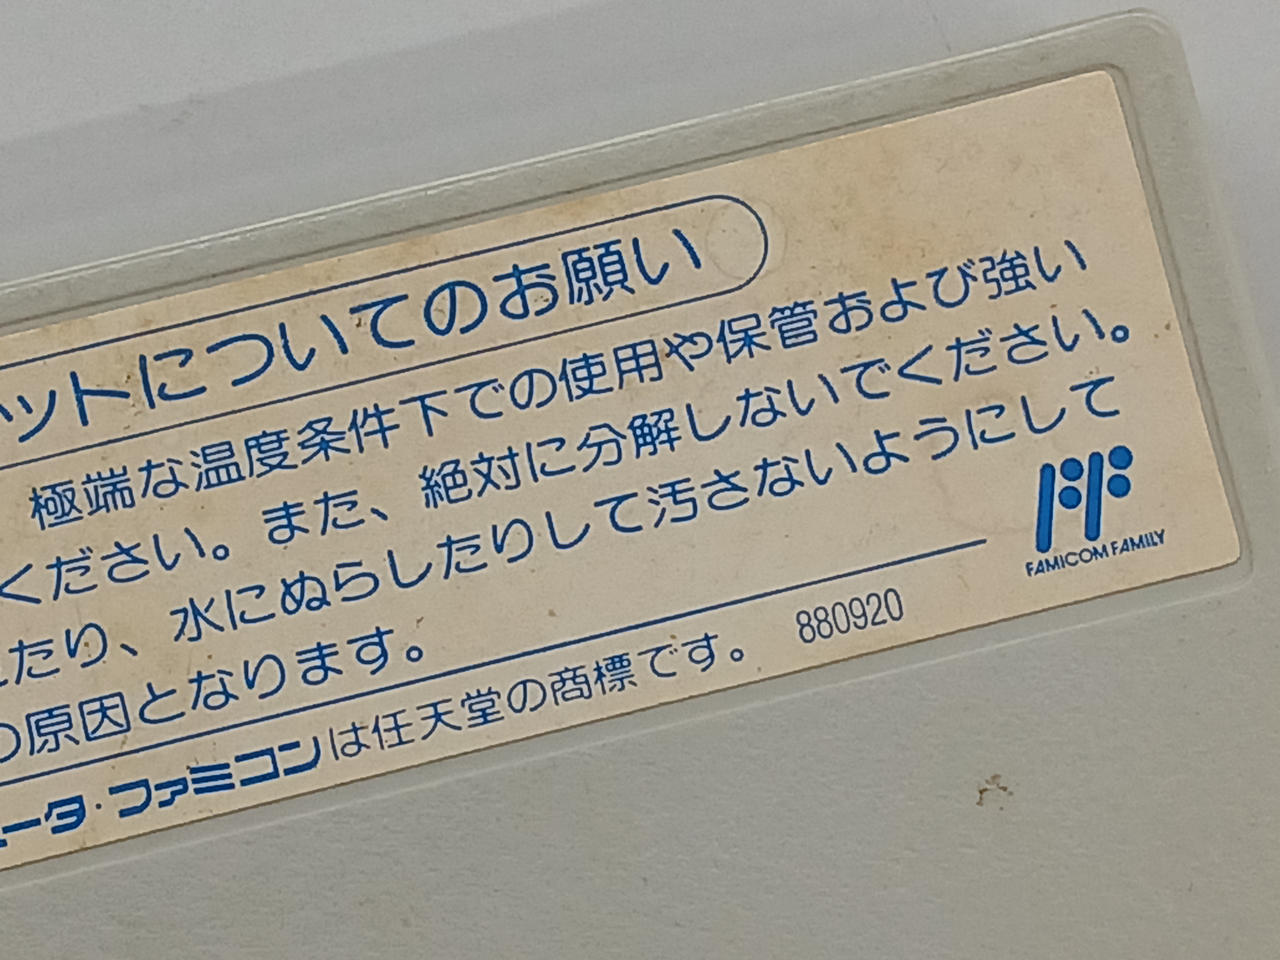 ットについてのお願い
極端な温度条件下での使用や保管および強い
ください。また、絶対に分解しないでください。
たり、水にぬらしたりして汚さないようにして
の原因となります。
ータ・ファミコンは任天堂の商標です。 880920
FAMICOM FAMILY